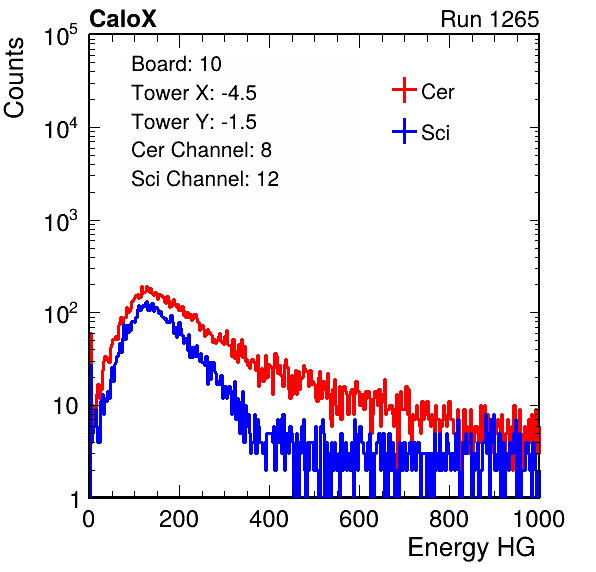 CaloX Run 1265
Counts
10^5
10^4
10^3
10^2
10
1
Board: 10
Tower X: -4.5
Tower Y: -1.5
Cer Channel: 8
Sci Channel: 12
Cer
Sci
0 200 400 600 800 1000
Energy HG